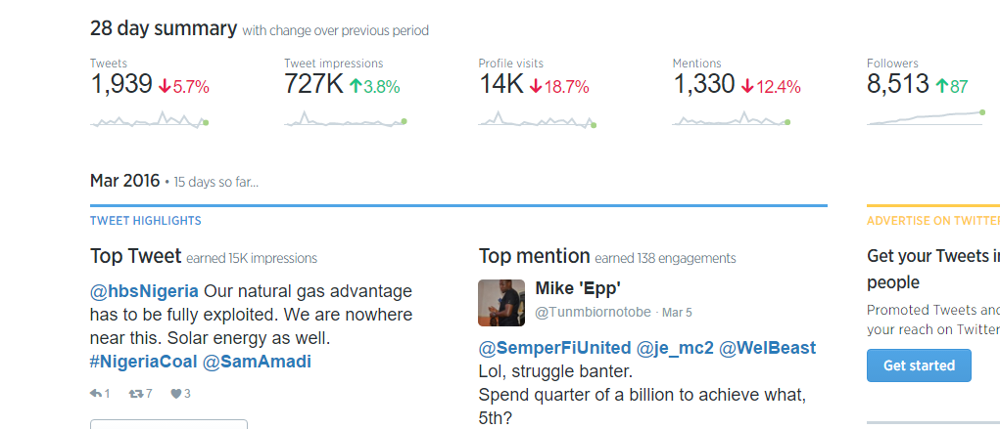 28 day summary with change over previous period
Tweets
1,939 ↓5.7%
Tweet impressions
727K ↑3.8%
Profile visits
14K ↓18.7%
Mentions
1,330 ↓12.4%
Followers
8,513 ↑87
Mar 2016 • 15 days so far...
TWEET HIGHLIGHTS
Top Tweet earned 15K impressions
@hbsNigeria Our natural gas advantage
has to be fully exploited. We are nowhere
near this. Solar energy as well.
#NigeriaCoal @SamAmadi
1 7 3
Top mention earned 138 engagements
Mike 'Epp'
@Tunmbiornotobe · Mar 5
@SemperFiUnited @je_mc2 @WelBeast
Lol, struggle banter.
Spend quarter of a billion to achieve what,
5th?
ADVERTISE ON TWITTER
Get your Tweets i
people
Promoted Tweets and
your reach on Twitter
Get started